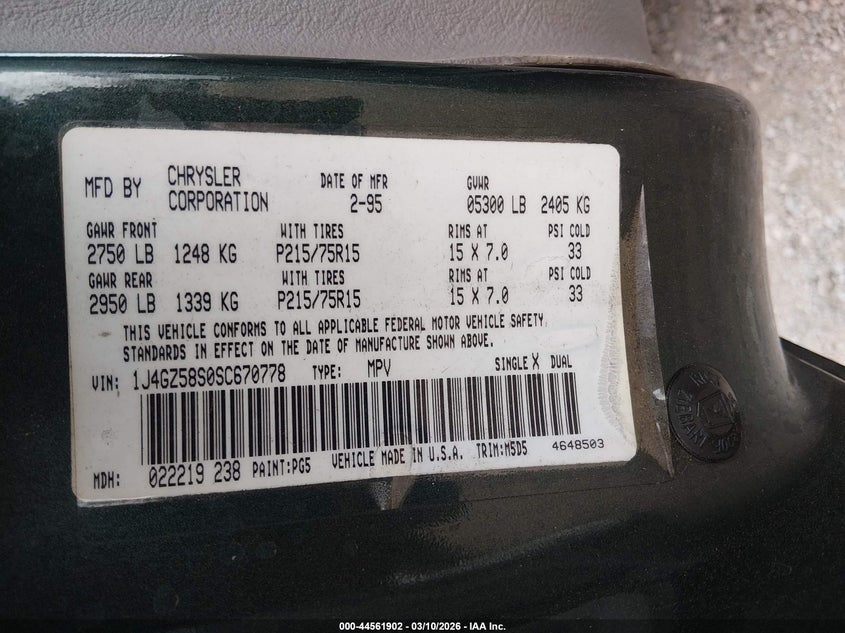 MFD BY CHRYSLER CORPORATION DATE OF MFR 2-95 GVWR 05300 LB 2405 KG
GAWR FRONT WITH TIRES RIMS AT PSI COLD
2750 LB 1248 KG P215/75R15 15 X 7.0 33
GAWR REAR WITH TIRES RIMS AT PSI COLD
2950 LB 1339 KG P215/75R15 15 X 7.0 33
THIS VEHICLE CONFORMS TO ALL APPLICABLE FEDERAL MOTOR VEHICLE SAFETY
STANDARDS IN EFFECT ON THE DATE OF MANUFACTURE SHOWN ABOVE.
VIN: 1J4GZ58S0SC670778 TYPE: MPV SINGLE X DUAL
MDH: 022219 238 PAINT:PG5 VEHICLE MADE IN U.S.A. TRIM:M5D5 4648503
ZIEBART
000-44561902 - 03/10/2026 - IAA Inc.